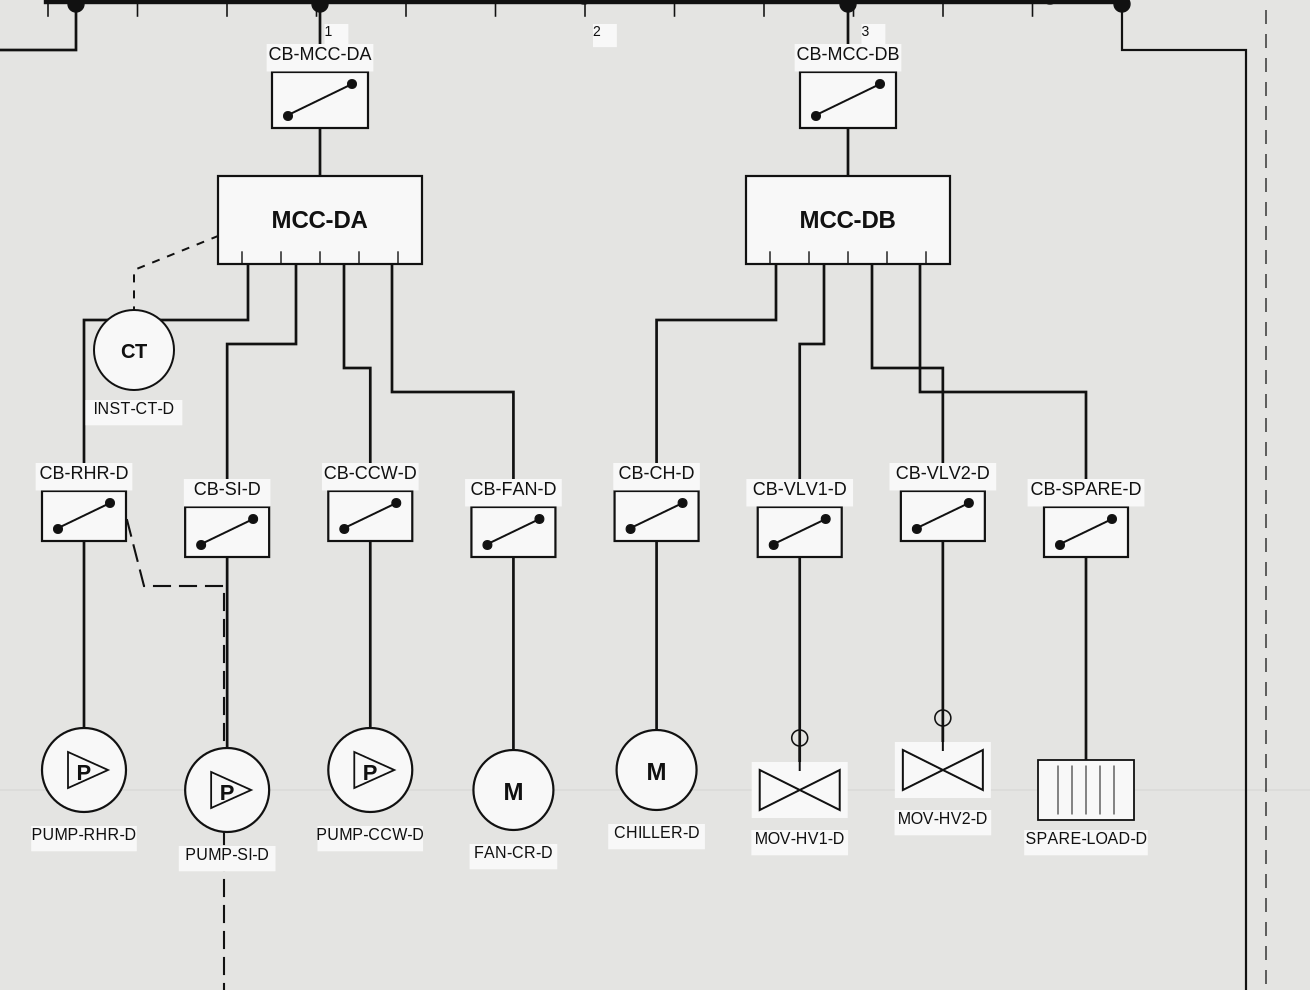 1
2
3
CB-MCC-DA
CB-MCC-DB
MCC-DA
MCC-DB
CT
INST-CT-D
CB-RHR-D
CB-SI-D
CB-CCW-D
CB-FAN-D
CB-CH-D
CB-VLV1-D
CB-VLV2-D
CB-SPARE-D
P
P
P
M
M
PUMP-RHR-D
PUMP-SI-D
PUMP-CCW-D
FAN-CR-D
CHILLER-D
MOV-HV1-D
MOV-HV2-D
SPARE-LOAD-D